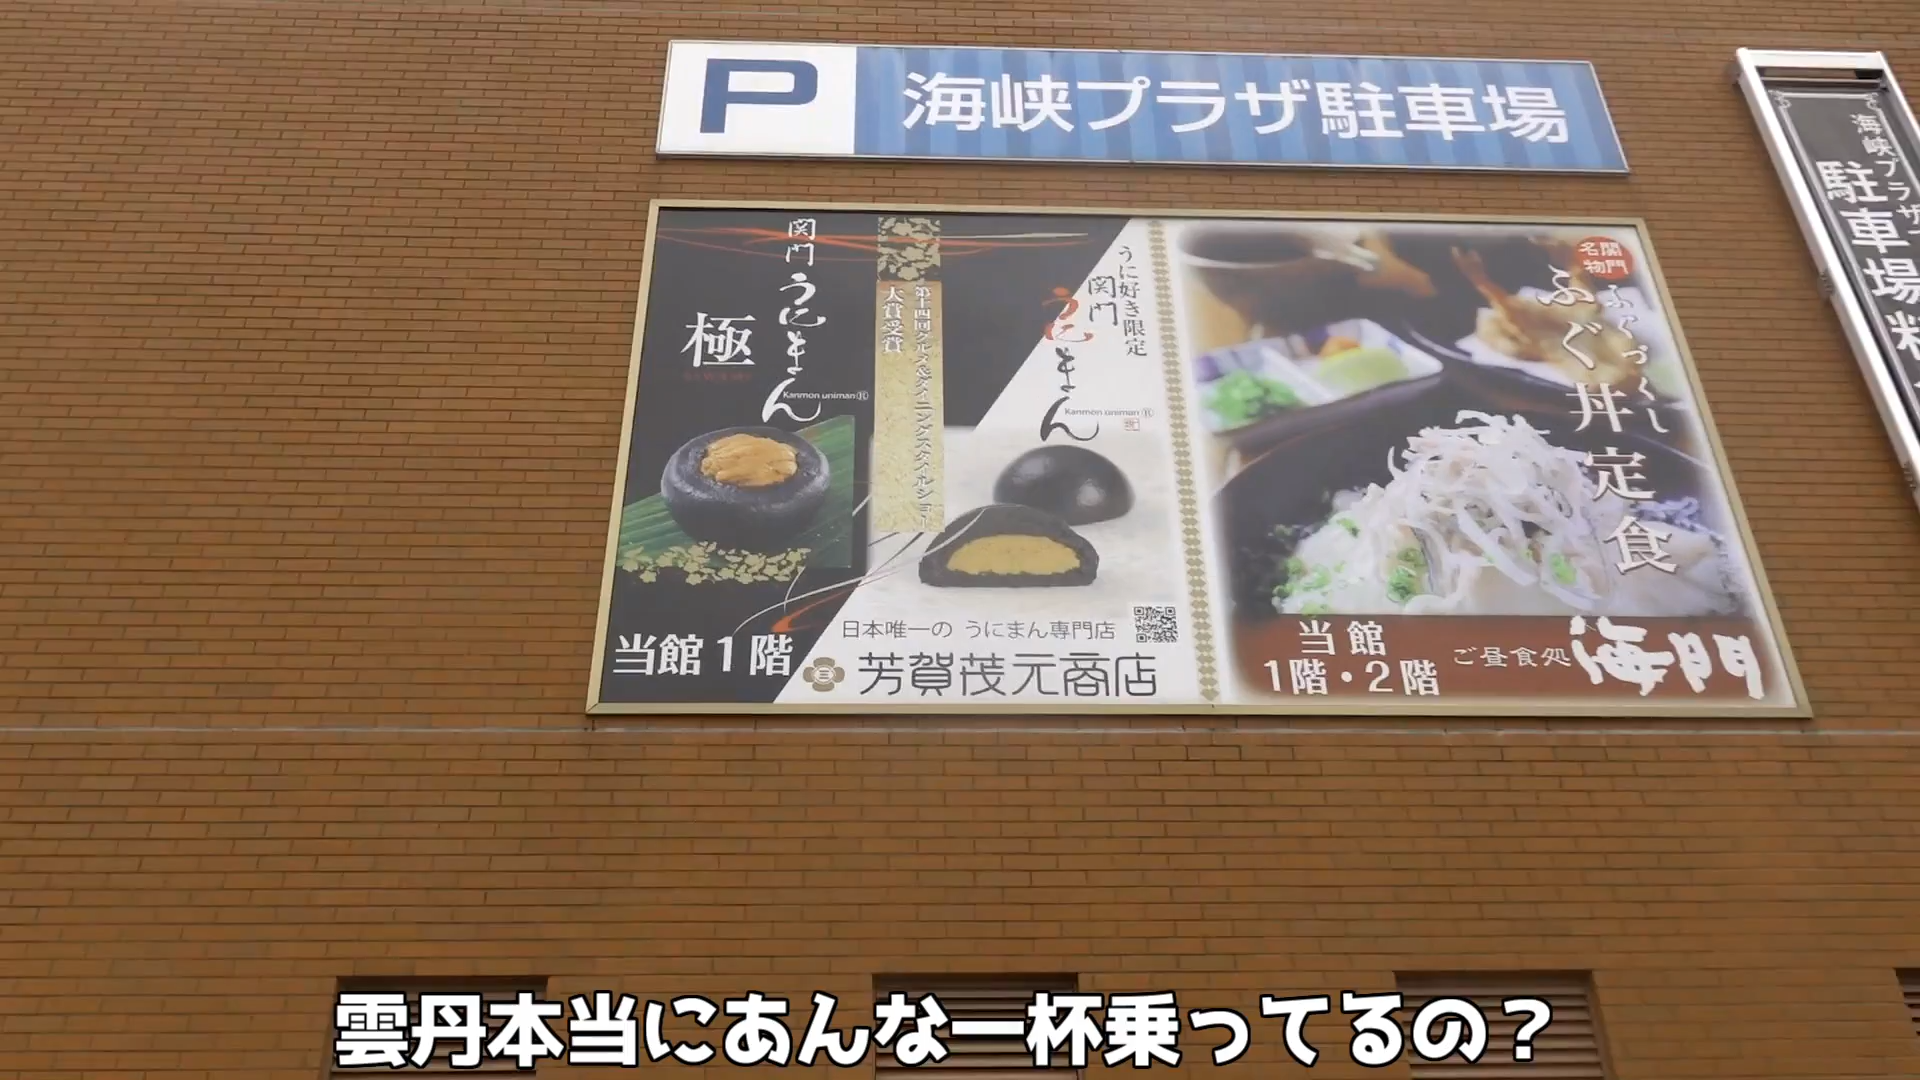 P 海峡プラザ駐車場
海峡プラザ
駐車場料
関門うにまん
極
Kanmon uniman®
第十四回グルメ&ダイニングスタイルショー
大賞受賞
うに好き限定
関門
うにまん
Kanmon uniman®
当館1階
日本唯一の うにまん専門店
芳賀茂元商店
関門
名物
ふぐづくし
ふぐ丼定食
当館
1階・2階
ご昼食処
海門
雲丹本当にあんな一杯乗ってるの?